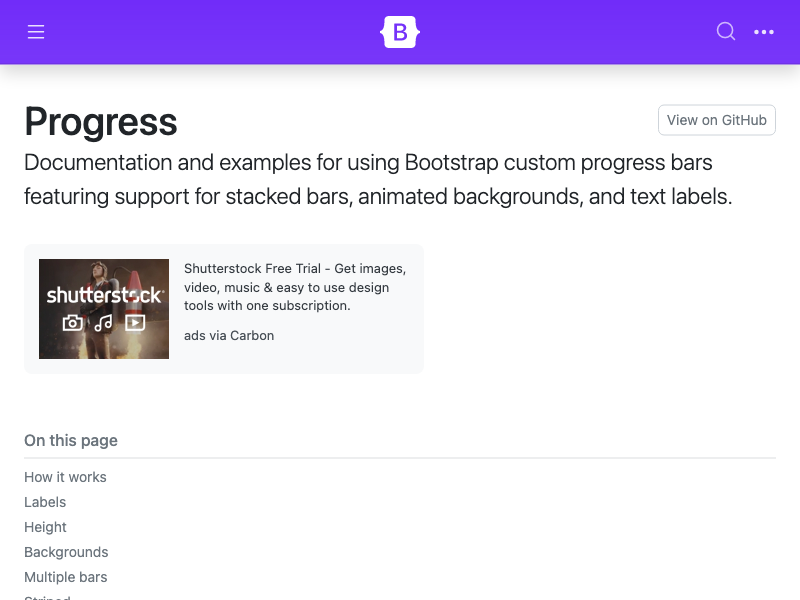 B
Progress
View on GitHub
Documentation and examples for using Bootstrap custom progress bars
featuring support for stacked bars, animated backgrounds, and text labels.
shutterstock
Shutterstock Free Trial - Get images,
video, music & easy to use design
tools with one subscription.
ads via Carbon
On this page
How it works
Labels
Height
Backgrounds
Multiple bars
Striped